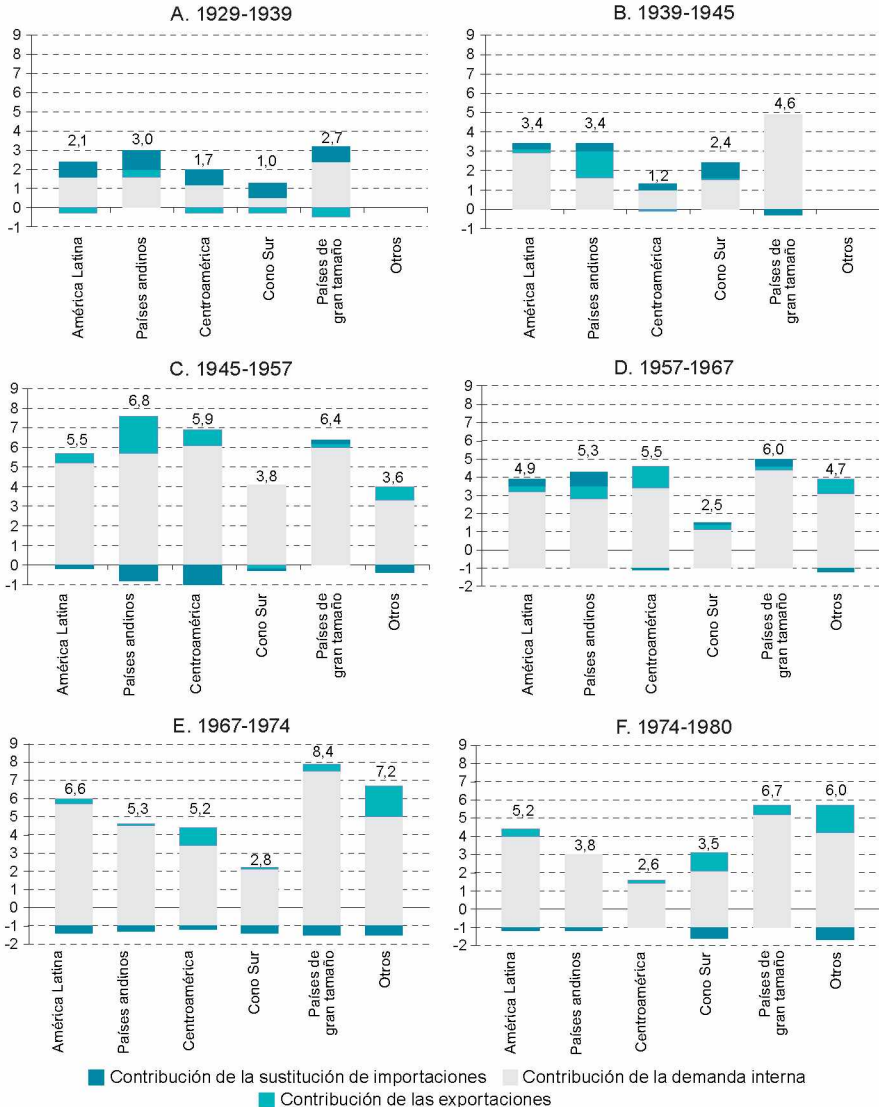 A. 1929-1939
9
8
7
6
5
4
3
2
1
0
-1
2,1
3,0
1,7
1,0
2,7
América Latina
Países andinos
Centroamérica
Cono Sur
Países de
gran tamaño
Otros
B. 1939-1945
9
8
7
6
5
4
3
2
1
0
-1
3,4
3,4
1,2
2,4
4,6
América Latina
Países andinos
Centroamérica
Cono Sur
Países de
gran tamaño
Otros
C. 1945-1957
9
8
7
6
5
4
3
2
1
0
-1
5,5
6,8
5,9
3,8
6,4
3,6
América Latina
Países andinos
Centroamérica
Cono Sur
Países de
gran tamaño
Otros
D. 1957-1967
9
8
7
6
5
4
3
2
1
0
-1
-2
4,9
5,3
5,5
2,5
6,0
4,7
América Latina
Países andinos
Centroamérica
Cono Sur
Países de
gran tamaño
Otros
E. 1967-1974
9
8
7
6
5
4
3
2
1
0
-1
-2
6,6
5,3
5,2
2,8
8,4
7,2
América Latina
Países andinos
Centroamérica
Cono Sur
Países de
gran tamaño
Otros
F. 1974-1980
9
8
7
6
5
4
3
2
1
0
-1
-2
5,2
3,8
2,6
3,5
6,7
6,0
América Latina
Países andinos
Centroamérica
Cono Sur
Países de
gran tamaño
Otros
Contribución de la sustitución de importaciones
Contribución de la demanda interna
Contribución de las exportaciones